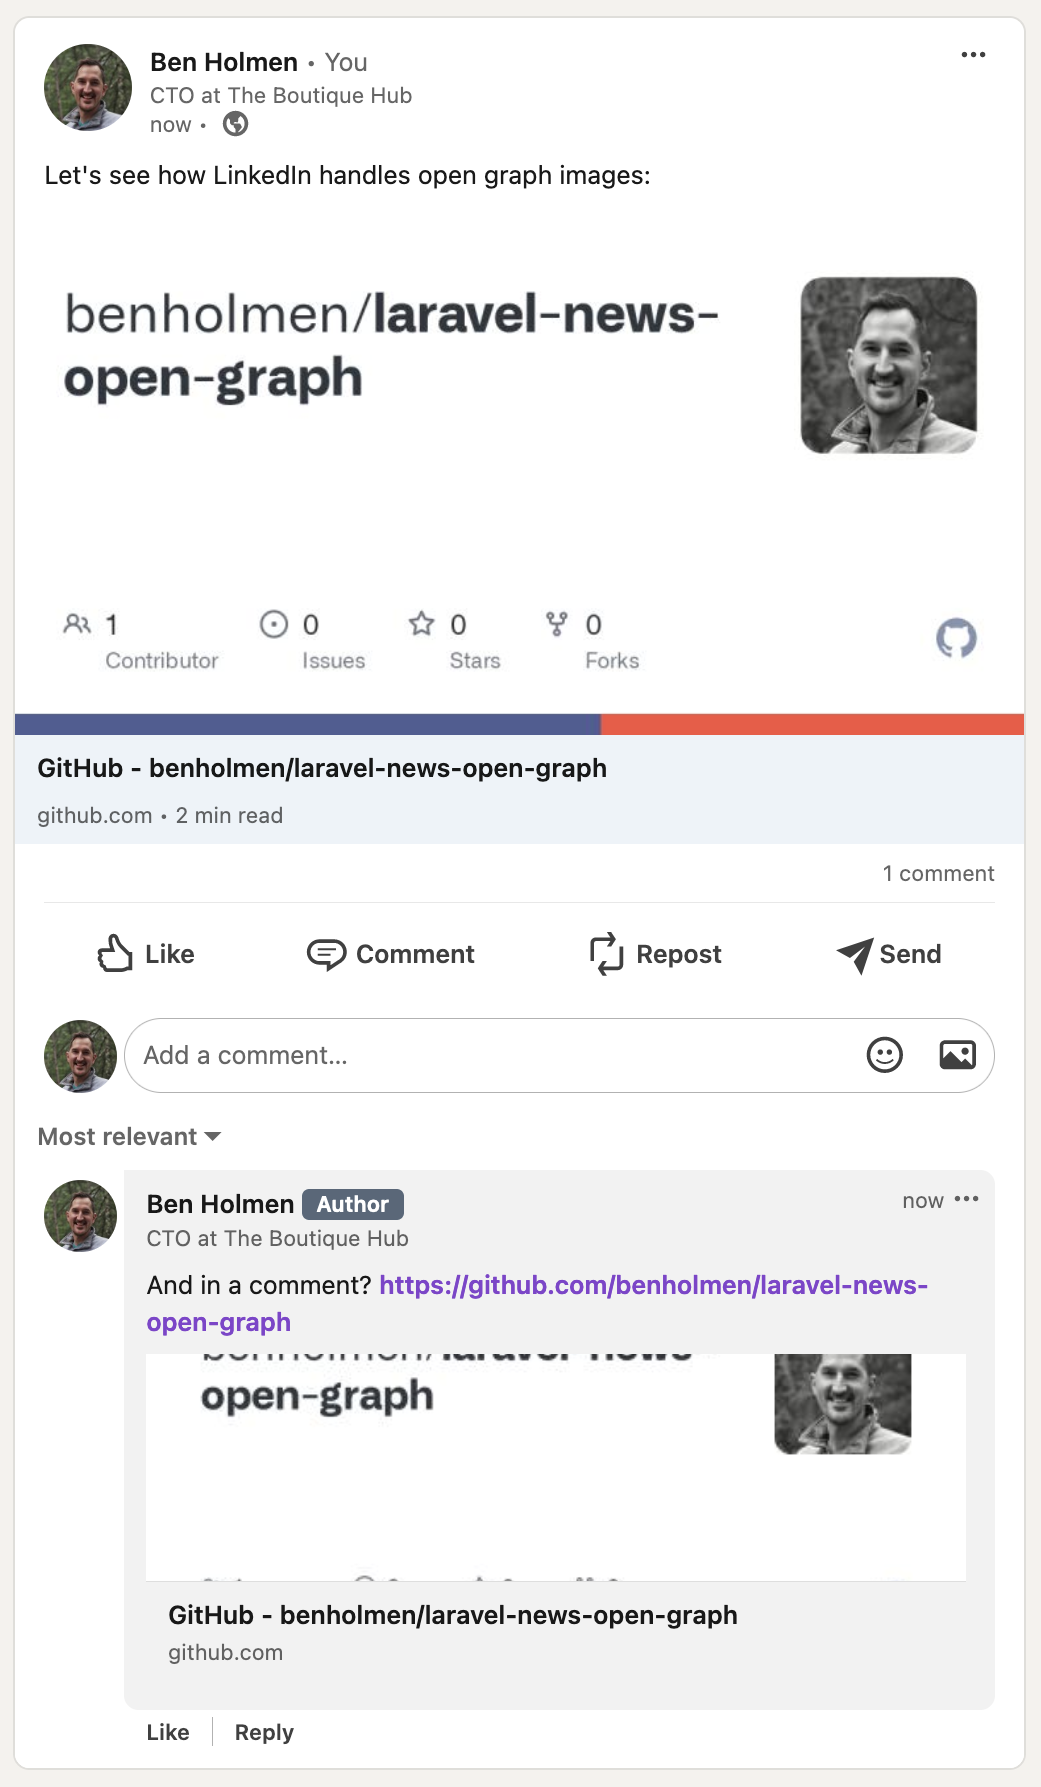 Ben Holmen • You
CTO at The Boutique Hub
now •
Let's see how LinkedIn handles open graph images:
benholmen/laravel-news-
open-graph
1 0 0 0
Contributor Issues Stars Forks
GitHub - benholmen/laravel-news-open-graph
github.com • 2 min read
1 comment
Like Comment Repost Send
Add a comment...
Most relevant
Ben Holmen Author now
CTO at The Boutique Hub
And in a comment? https://github.com/benholmen/laravel-news-
open-graph
benholmen/laravel-news-
open-graph
GitHub - benholmen/laravel-news-open-graph
github.com
Like Reply